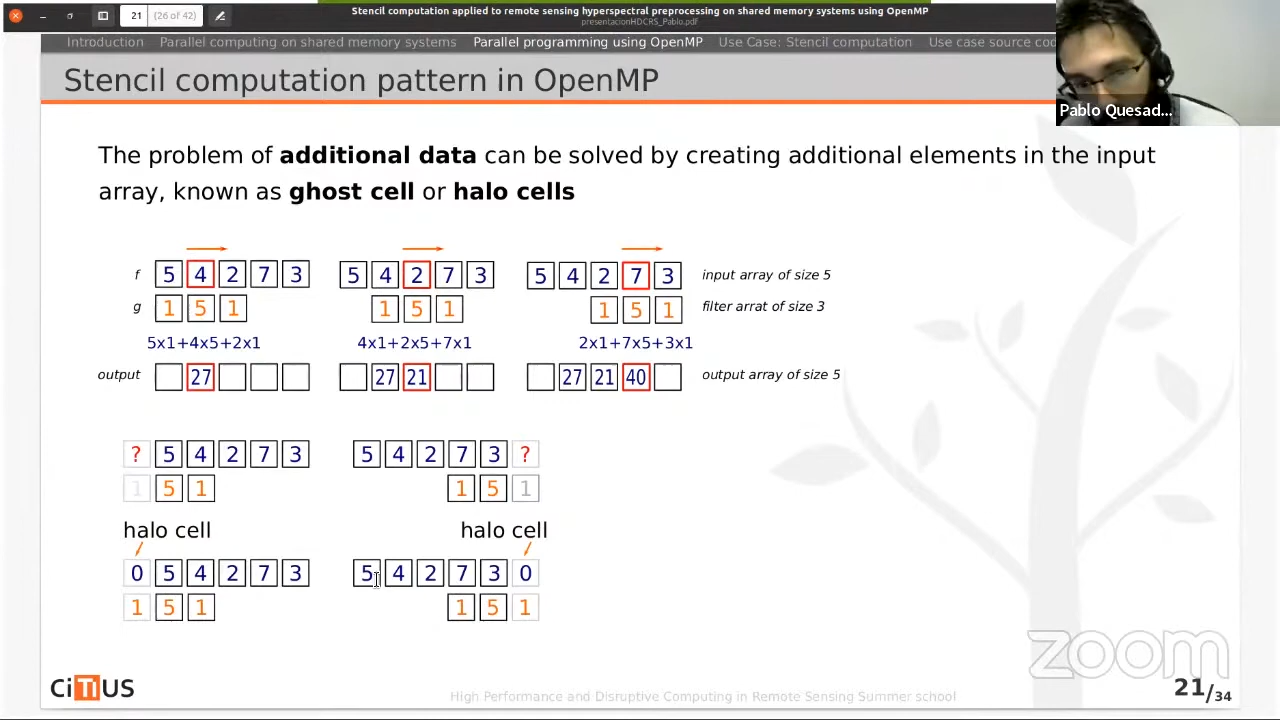 21 (26 of 42) Stencil computation applied to remote sensing hyperspectral preprocessing on shared memory systems using OpenMP
presentacionHDCRS_Pablo.pdf
Introduction Parallel computing on shared memory systems Parallel programming using OpenMP Use Case: Stencil computation Use case source cod
Stencil computation pattern in OpenMP
Pablo Quesad...
The problem of additional data can be solved by creating additional elements in the input
array, known as ghost cell or halo cells
f 5 4 2 7 3 5 4 2 7 3 5 4 2 7 3 input array of size 5
g 1 5 1 1 5 1 1 5 1 filter arrat of size 3
5x1+4x5+2x1 4x1+2x5+7x1 2x1+7x5+3x1
output 27 27 21 27 21 40 output array of size 5
? 5 4 2 7 3 5 4 2 7 3 ?
1 5 1 1 5 1
halo cell halo cell
0 5 4 2 7 3 5 4 2 7 3 0
1 5 1 1 5 1
zoom
CiTIUS High Performance and Disruptive Computing in Remote Sensing Summer school 21/34